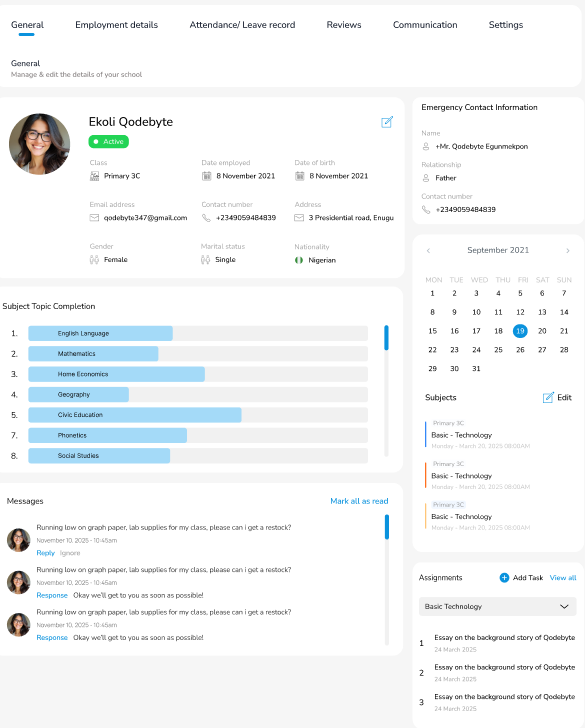 General Employment details Attendance/ Leave record Reviews Communication Settings
General
Manage & edit the details of your school
Ekoli Qodebyte
Active
Class Date employed Date of birth
Primary 3C 8 November 2021 8 November 2021
Email address Contact number Address
qodebyte347@gmail.com +2349059484839 3 Presidential road, Enugu
Gender Marital status Nationality
Female Single Nigerian
Emergency Contact Information
Name
+Mr. Qodebyte Egunmekpon
Relationship
Father
Contact number
+2349059484839
Subject Topic Completion
1. English Language
2. Mathematics
3. Home Economics
4. Geography
5. Civic Education
7. Phonetics
8. Social Studies
September 2021
MON TUE WED THU FRI SAT SUN
1 2 3 4 5 6 7
8 9 10 11 12 13 14
15 16 17 18 19 20 21
22 23 24 25 26 27 28
29 30 31
Subjects Edit
Primary 3C
Basic - Technology
Monday - March 20, 2025 08:00AM
Primary 3C
Basic - Technology
Monday - March 20, 2025 08:00AM
Primary 3C
Basic - Technology
Monday - March 20, 2025 08:00AM
Messages Mark all as read
Running low on graph paper, lab supplies for my class, please can i get a restock?
November 10, 2025 - 10:45am
Reply Ignore
Running low on graph paper, lab supplies for my class, please can i get a restock?
November 10, 2025 - 10:45am
Response Okay we'll get to you as soon as possible!
Running low on graph paper, lab supplies for my class, please can i get a restock?
November 10, 2025 - 10:45am
Response Okay we'll get to you as soon as possible!
Assignments Add Task View all
Basic Technology
1 Essay on the background story of Qodebyte
24 March 2025
2 Essay on the background story of Qodebyte
24 March 2025
3 Essay on the background story of Qodebyte
24 March 2025